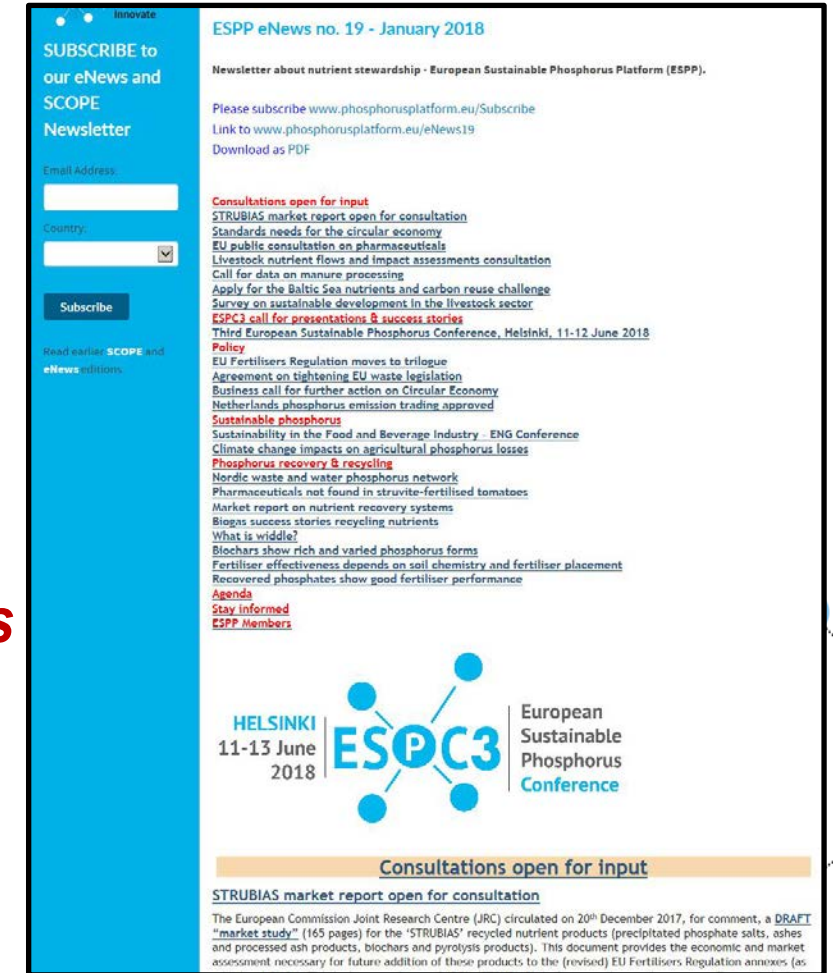 innovate
SUBSCRIBE to
our eNews and
SCOPE
Newsletter
Email Address:
Country:
Subscribe
Read earlier SCOPE and
eNews editions
s
ESPP eNews no. 19 - January 2018
Newsletter about nutrient stewardship - European Sustainable Phosphorus Platform (ESPP).
Please subscribe www.phosphorusplatform.eu/Subscribe
Link to www.phosphorusplatform.eu/eNews19
Download as PDF
Consultations open for input
STRUBIAS market report open for consultation
Standards needs for the circular economy
EU public consultation on pharmaceuticals
Livestock nutrient flows and impact assessments consultation
Call for data on manure processing
Apply for the Baltic Sea nutrients and carbon reuse challenge
Survey on sustainable development in the livestock sector
ESPC3 call for presentations & success stories
Third European Sustainable Phosphorus Conference, Helsinki, 11-12 June 2018
Policy
EU Fertilisers Regulation moves to trilogue
Agreement on tightening EU waste legislation
Business call for further action on Circular Economy
Netherlands phosphorus emission trading approved
Sustainable phosphorus
Sustainability in the Food and Beverage Industry - ENG Conference
Climate change impacts on agricultural phosphorus losses
Phosphorus recovery & recycling
Nordic waste and water phosphorus network
Pharmaceuticals not found in struvite-fertilised tomatoes
Market report on nutrient recovery systems
Biogas success stories recycling nutrients
What is widdle?
Biochars show rich and varied phosphorus forms
Fertiliser effectiveness depends on soil chemistry and fertiliser placement
Recovered phosphates show good fertiliser performance
Agenda
Stay informed
ESPP Members
HELSINKI
11-13 June
2018
ESPC3
European
Sustainable
Phosphorus
Conference
Consultations open for input
STRUBIAS market report open for consultation
The European Commission Joint Research Centre (JRC) circulated on 20th December 2017, for comment, a DRAFT
"market study" (165 pages) for the 'STRUBIAS' recycled nutrient products (precipitated phosphate salts, ashes
and processed ash products, biochars and pyrolysis products). This document provides the economic and market
assessment necessary for future addition of these products to the (revised) EU Fertilisers Regulation annexes (as